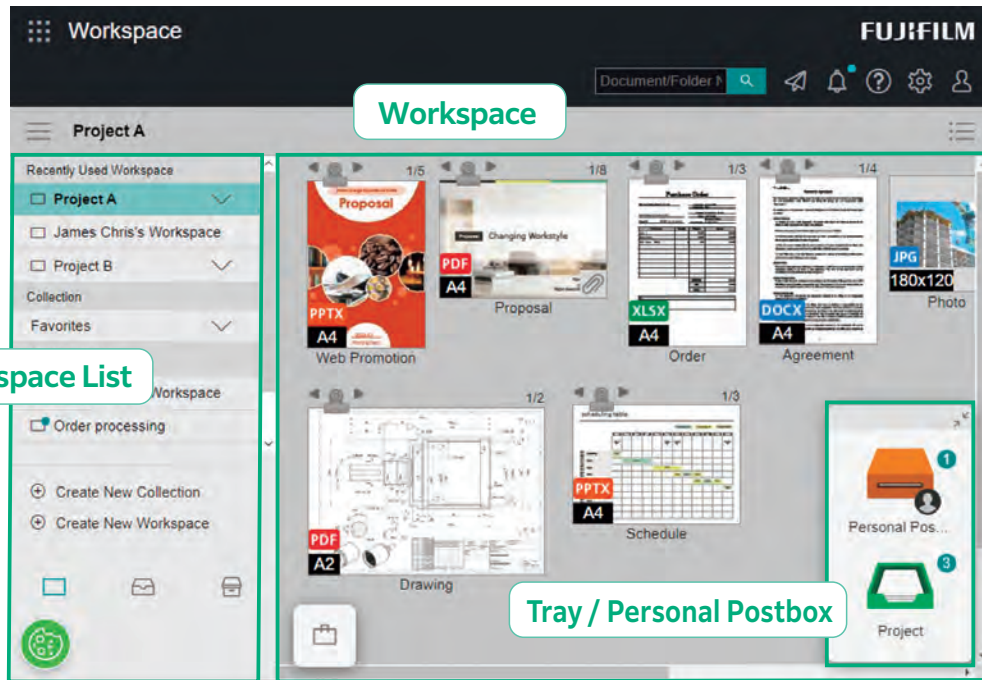 Workspace
FUJIFILM
Document/Folder N
Workspace
Project A
Recently Used Workspace
Project A
James Chris's Workspace
Project B
Collection
Favorites
space List
Workspace
Order processing
Create New Collection
Create New Workspace
1/5
Proposal
PPTX
A4
Web Promotion
1/8
Proposal
Changing Workstyle
PDF
A4
Proposal
1/3
Purchase Order
XLSX
A4
Order
1/4
DOCX
A4
Agreement
JPG
180x120
Photo
1/2
PDF
A2
Drawing
1/3
scheduling table
PPTX
A4
Schedule
1
Personal Pos...
3
Project
Tray / Personal Postbox